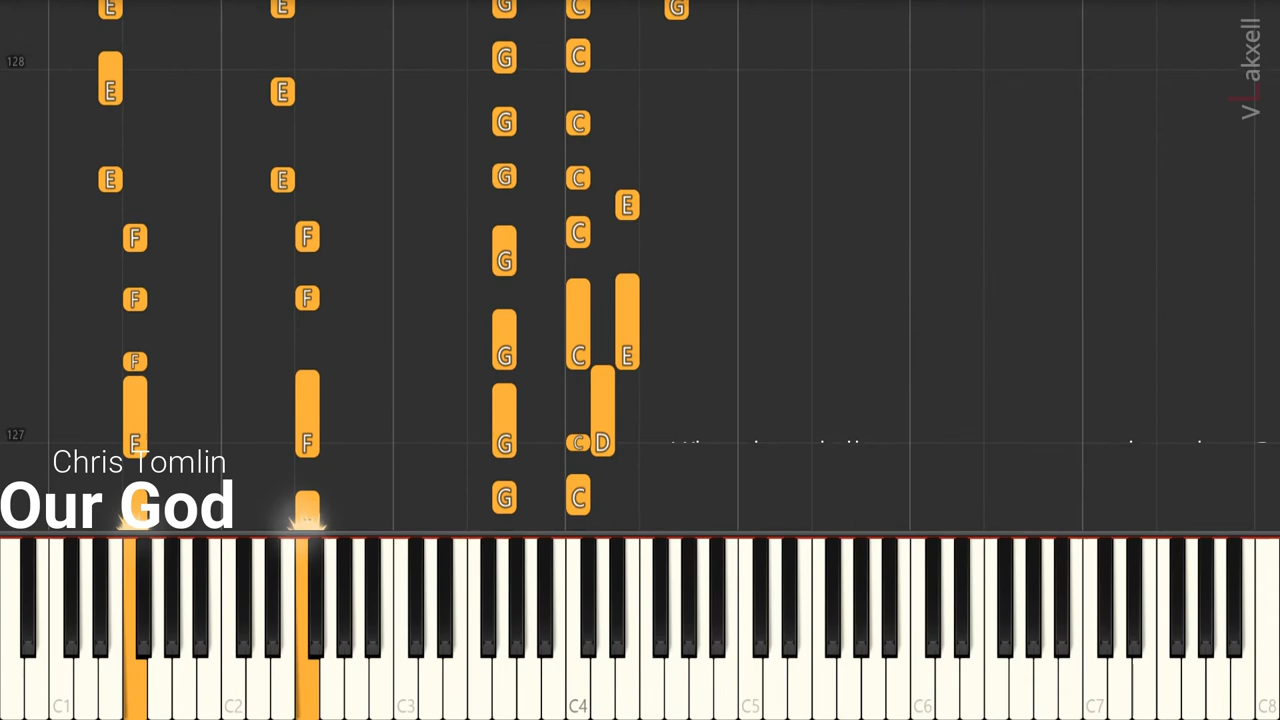 E E G C G
128
G C
E E
G C
G C
E E
E
C
F F
G
F F
F
G C E
127
F F G C D
Chris Tomlin
Our God
G C
C1 C2 C3 C4 C5 C6 C7 C8